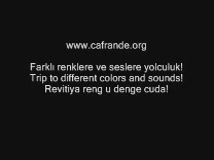 www.cafrande.org
Farklı renklere ve seslere yolculuk!
Trip to different colors and sounds!
Revitiya reng u denge cuda!